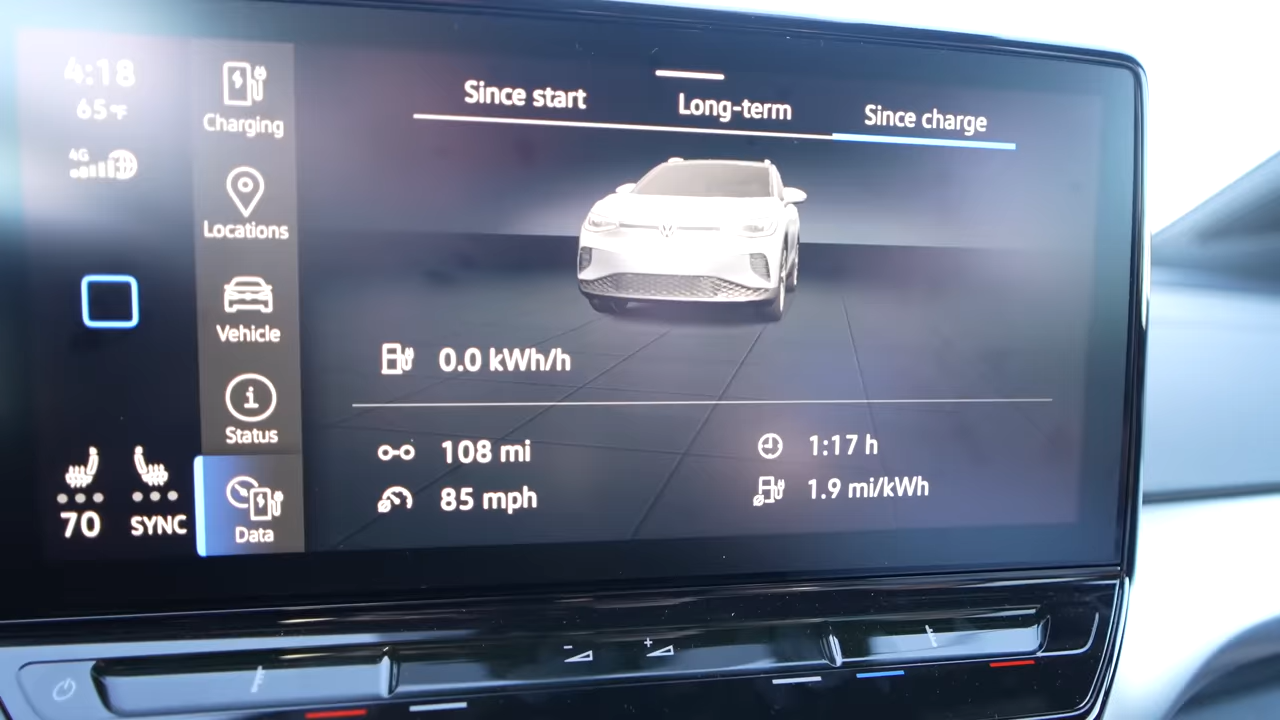 4:18
65°F
4G
Charging
Locations
Vehicle
Status
Data
70
SYNC
Since start
Long-term
Since charge
0.0 kWh/h
108 mi
1:17 h
85 mph
1.9 mi/kWh